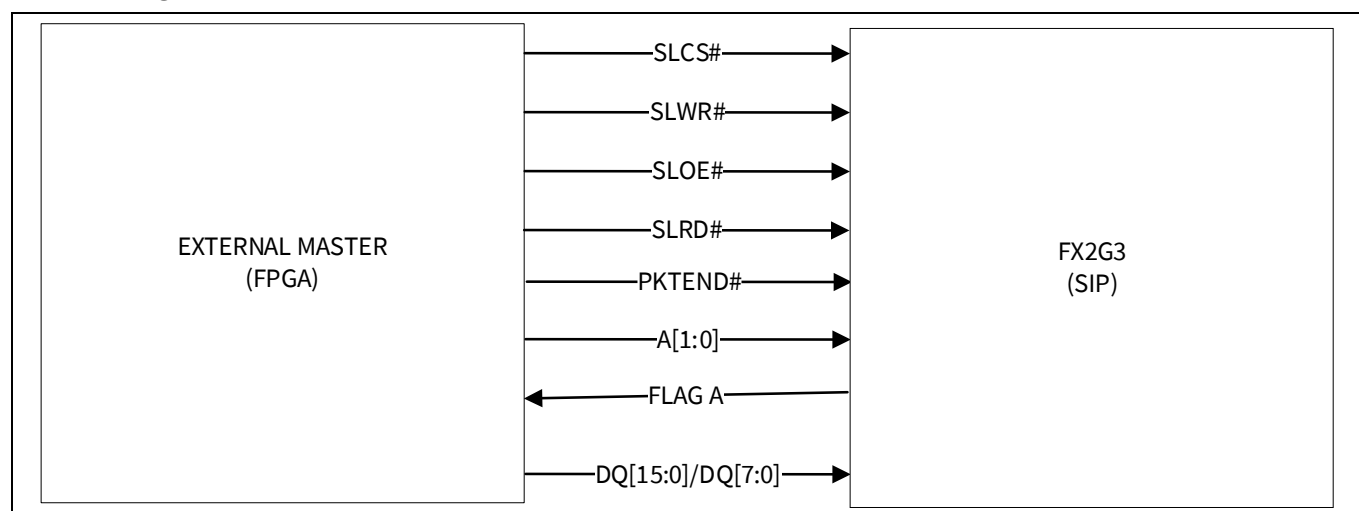 SLCS#
SLWR#
SLOE#
SLRD#
EXTERNAL MASTER
(FPGA)
FX2G3
(SIP)
PKTEND#
A[1:0]
FLAG A
DQ[15:0]/DQ[7:0]